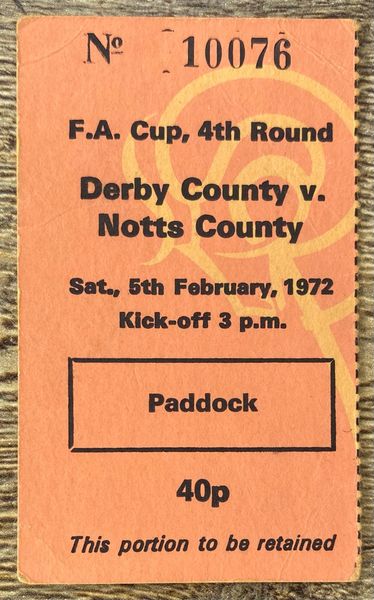 Nº 10076
F.A. Cup, 4th Round
Derby County v.
Notts County
Sat., 5th February, 1972
Kick-off 3 p.m.
Paddock
40p
This portion to be retained